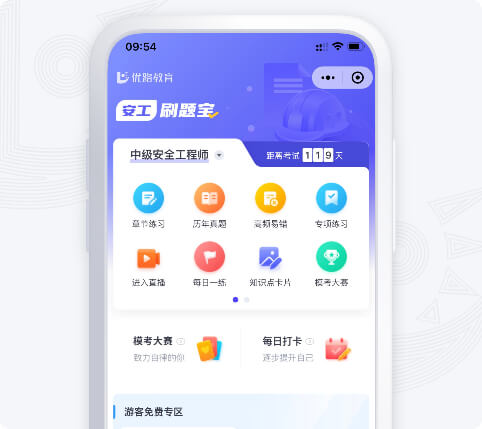 09:54
优路教育
安工 刷题宝
中级安全工程师
距离考试 119 天
章节练习 历年真题 高频易错 专项练习
进入直播 每日一练 知识点卡片 模考大赛
模考大赛 每日打卡
致力自律的你 逐步提升自己
游客免费专区